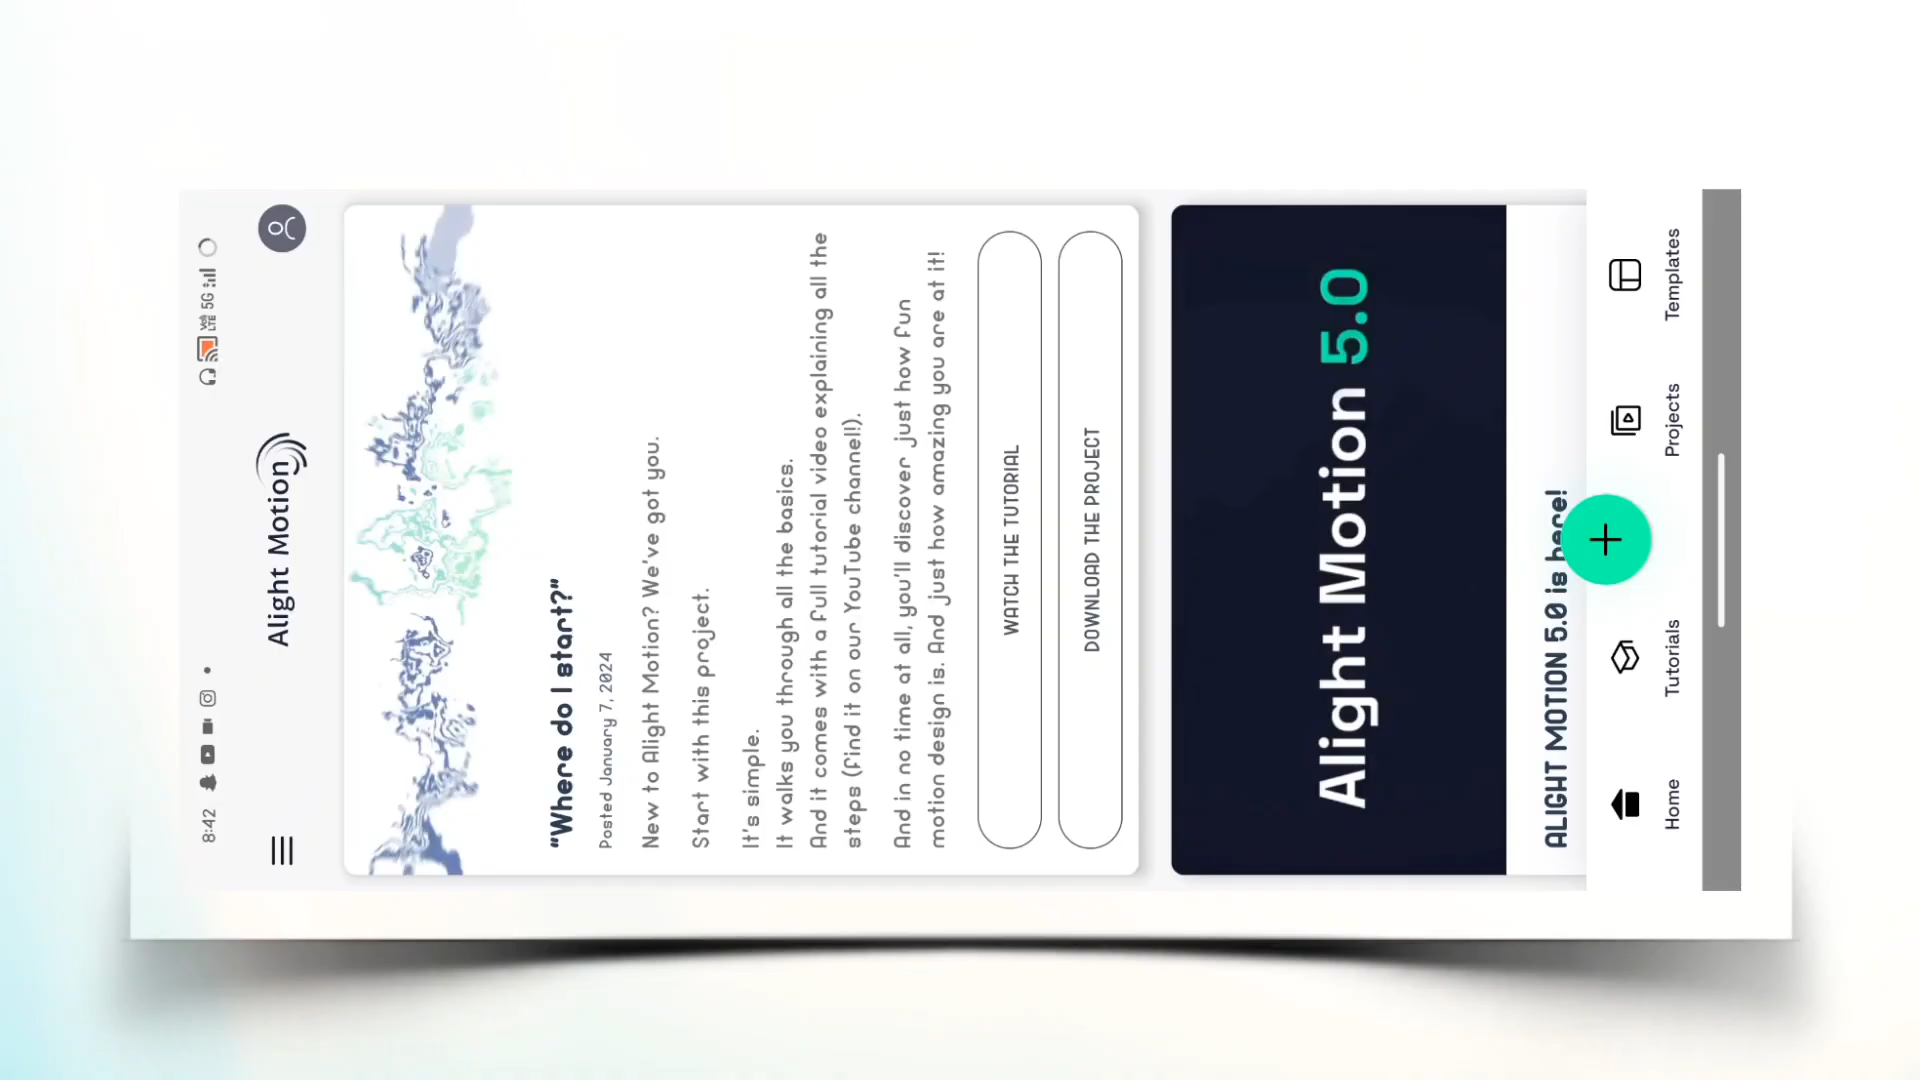 8:42
VoLTE 5G
Alight Motion
"Where do I start?"
Posted January 7, 2024
New to Alight Motion? We've got you.
Start with this project.
It's simple.
It walks you through all the basics.
And it comes with a full tutorial video explaining all the
steps (find it on our YouTube channel!).
And in no time at all, you'll discover just how fun
motion design is. And just how amazing you are at it!
WATCH THE TUTORIAL
DOWNLOAD THE PROJECT
Alight Motion 5.0
ALIGHT MOTION 5.0 is here!
Home
Tutorials
Projects
Templates